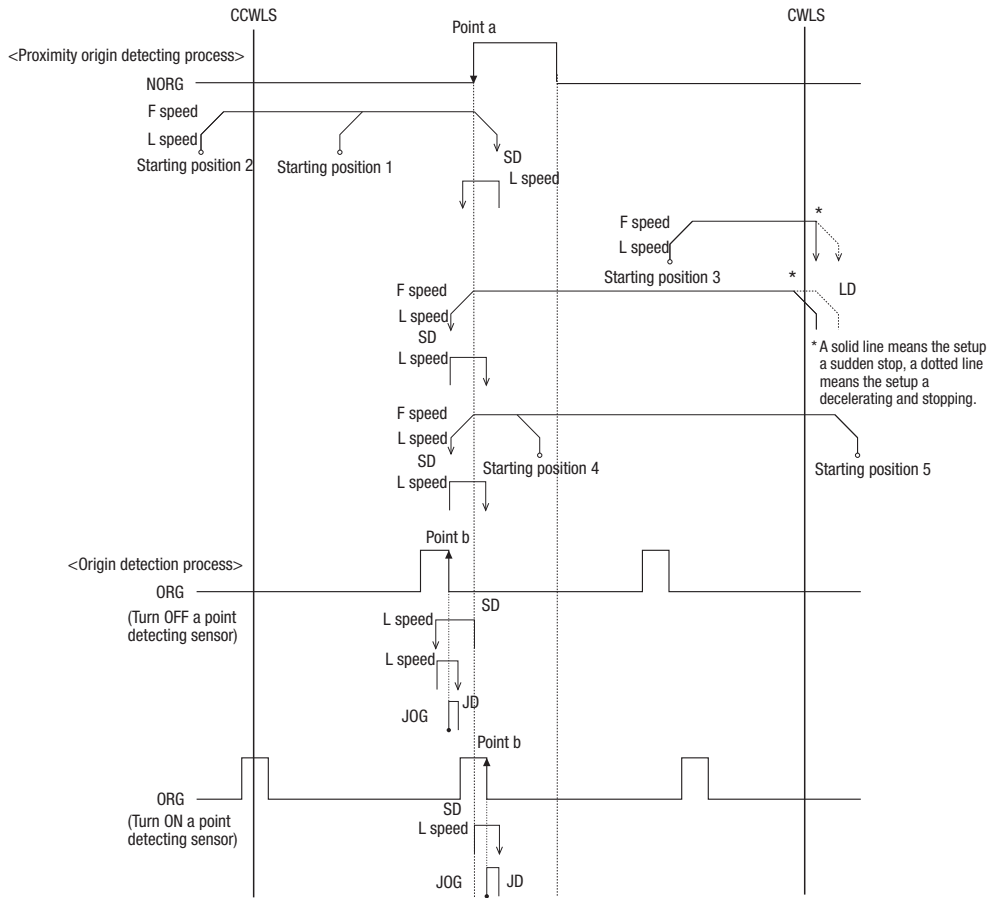 CCWLS
CWLS
Point a
<Proximity origin detecting process>
NORG
F speed
L speed
Starting position 2
Starting position 1
SD
L speed
F speed
*
L speed
Starting position 3
*
F speed
LD
L speed
SD
L speed
* A solid line means the setup
a sudden stop, a dotted line
means the setup a
decelerating and stopping.
F speed
L speed
SD
Starting position 4
Starting position 5
L speed
Point b
<Origin detection process>
ORG
(Turn OFF a point
detecting sensor)
SD
L speed
L speed
JD
JOG
Point b
ORG
(Turn ON a point
detecting sensor)
SD
L speed
JOG
JD